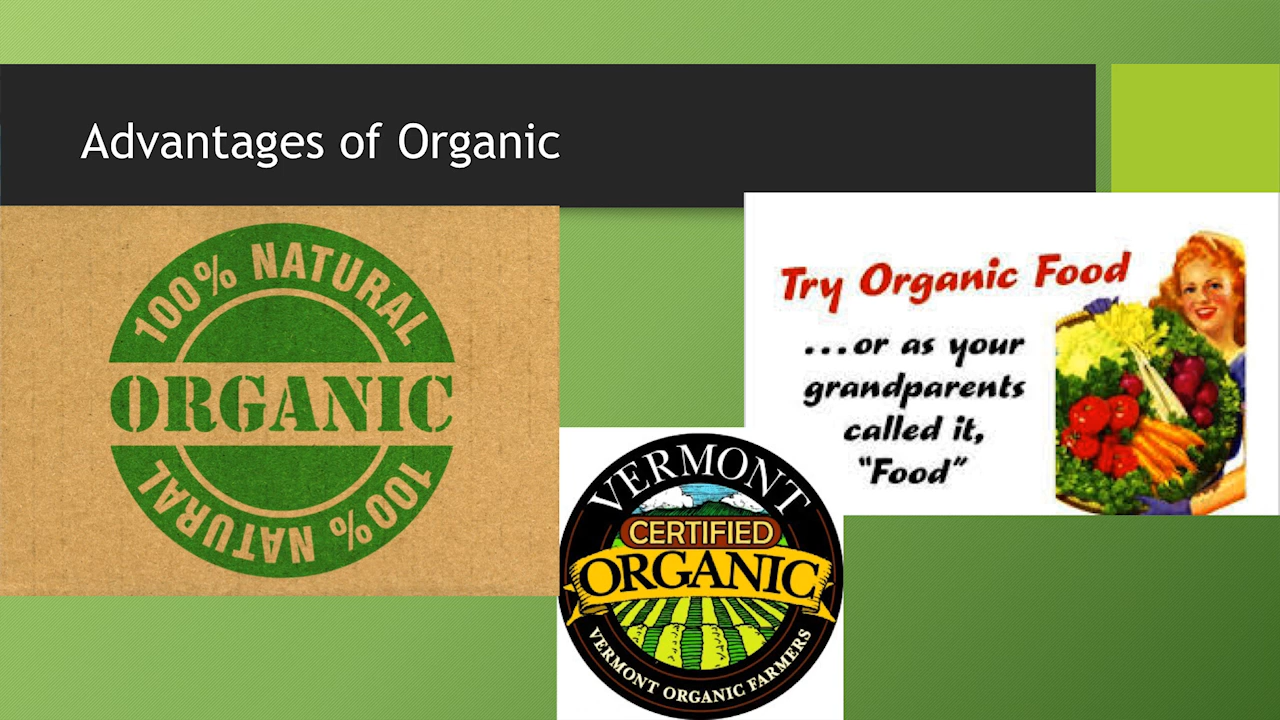 Advantages of Organic
100% NATURAL
ORGANIC
100% NATURAL
Try Organic Food
...or as your
grandparents
called it,
“Food”
VERMONT
CERTIFIED
ORGANIC
VERMONT ORGANIC FARMERS